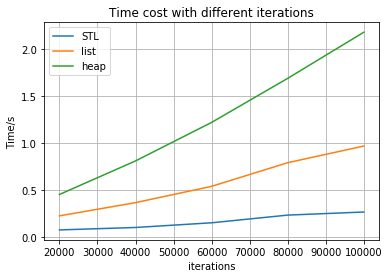 Time cost with different iterations
STL
list
heap
Time/s
2.0
1.5
1.0
0.5
0.0
20000 30000 40000 50000 60000 70000 80000 90000 100000
iterations